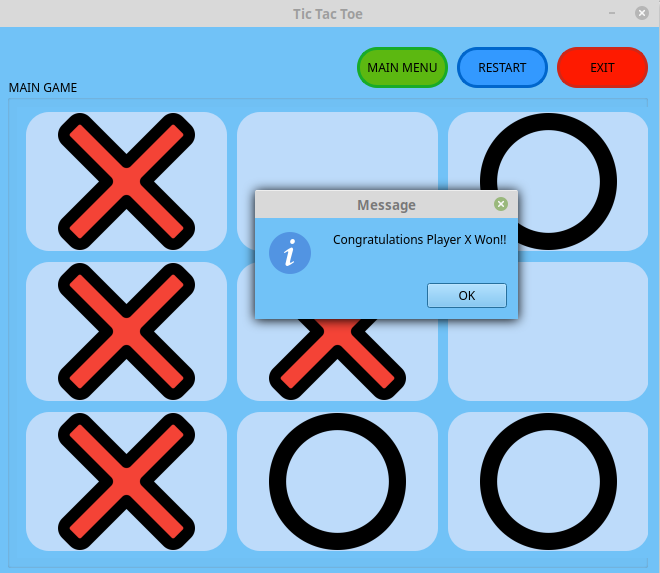 Tic Tac Toe
MAIN MENU
RESTART
EXIT
MAIN GAME
Message
Congratulations Player X Won!!
OK